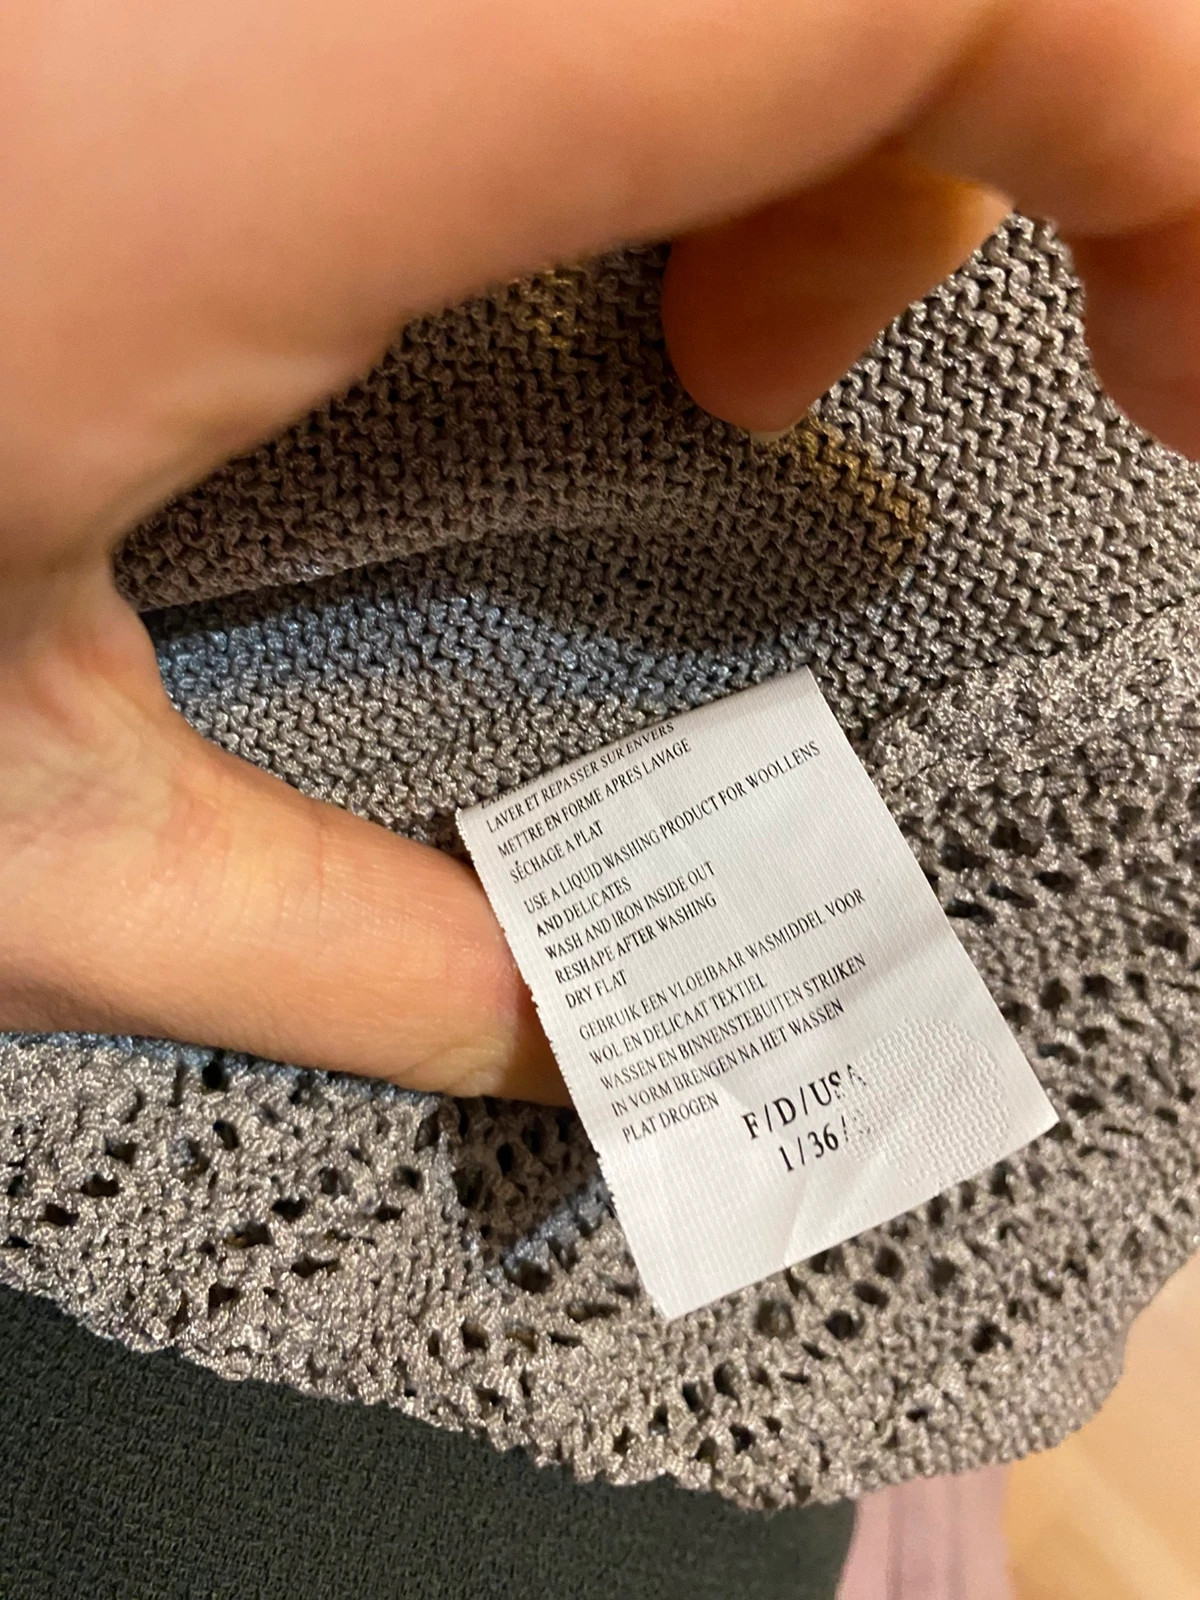 LAVER ET REPASSER SUR ENVERS
METTRE EN FORME APRES LAVAGE
SÉCHAGE A PLAT
USE A LIQUID WASHING PRODUCT FOR WOOLLENS
AND DELICATES
WASH AND IRON INSIDE OUT
RESHAPE AFTER WASHING
DRY FLAT
GEBRUIK EEN VLOEIBAAR WASMIDDEL VOOR
WOL EN DELICAAT TEXTIEL
WASSEN EN BINNENSTEBUITEN STRIJKEN
IN VORM BRENGEN NA HET WASSEN
PLAT DROGEN
F/D/USA
1/36/